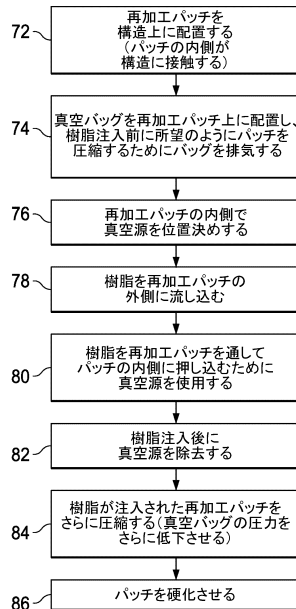 72
再加工パッチを
構造上に配置する
(パッチの内側が
構造に接触する)
74
真空バッグを再加工パッチ上に配置し、
樹脂注入前に所望のようにパッチを
圧縮するためにバッグを排気する
76
再加工パッチの内側で
真空源を位置決めする
78
樹脂を再加工パッチの
外側に流し込む
80
樹脂を再加工パッチを通して
パッチの内側に押し込むために
真空源を使用する
82
樹脂注入後に
真空源を除去する
84
樹脂が注入された再加工パッチを
さらに圧縮する(真空バッグの圧力を
さらに低下させる)
86
パッチを硬化させる